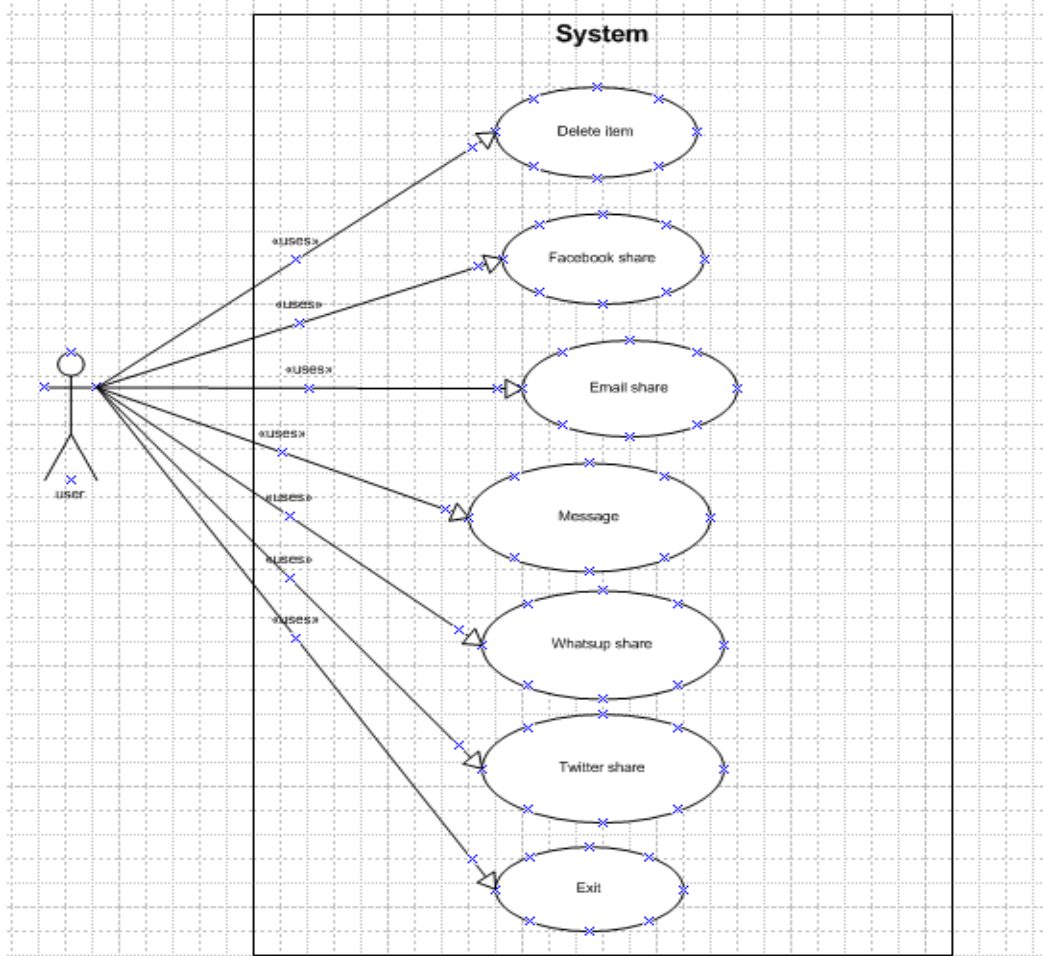 System
Delete item
«uses»
Facebook share
«uses»
«uses»
Email share
user
«uses»
Message
«uses»
«uses»
Whatsup share
«uses»
Twitter share
Exit